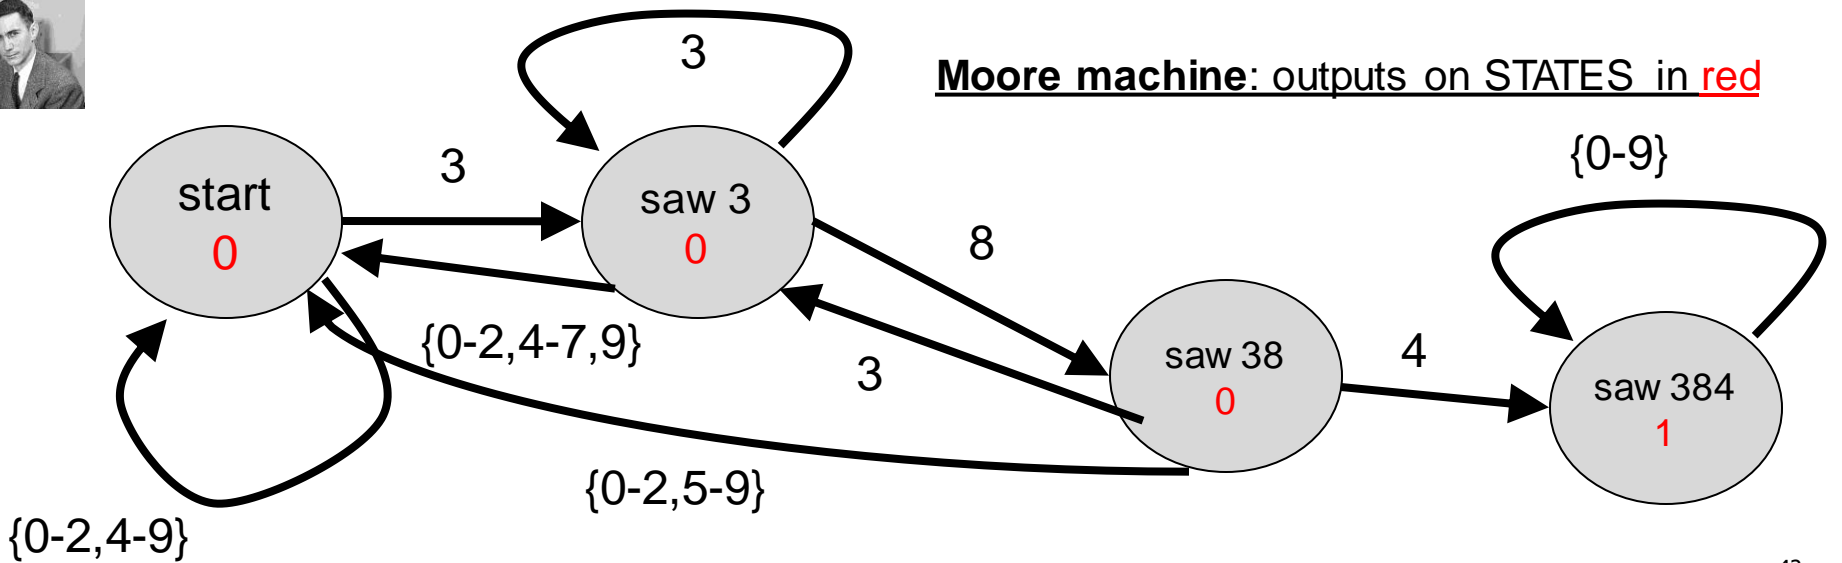 3
Moore machine: outputs on STATES in red
{0-9}
3
start
0
saw 3
0
8
{0-2,4-7,9}
3
saw 38
0
4
saw 384
1
{0-2,5-9}
{0-2,4-9}